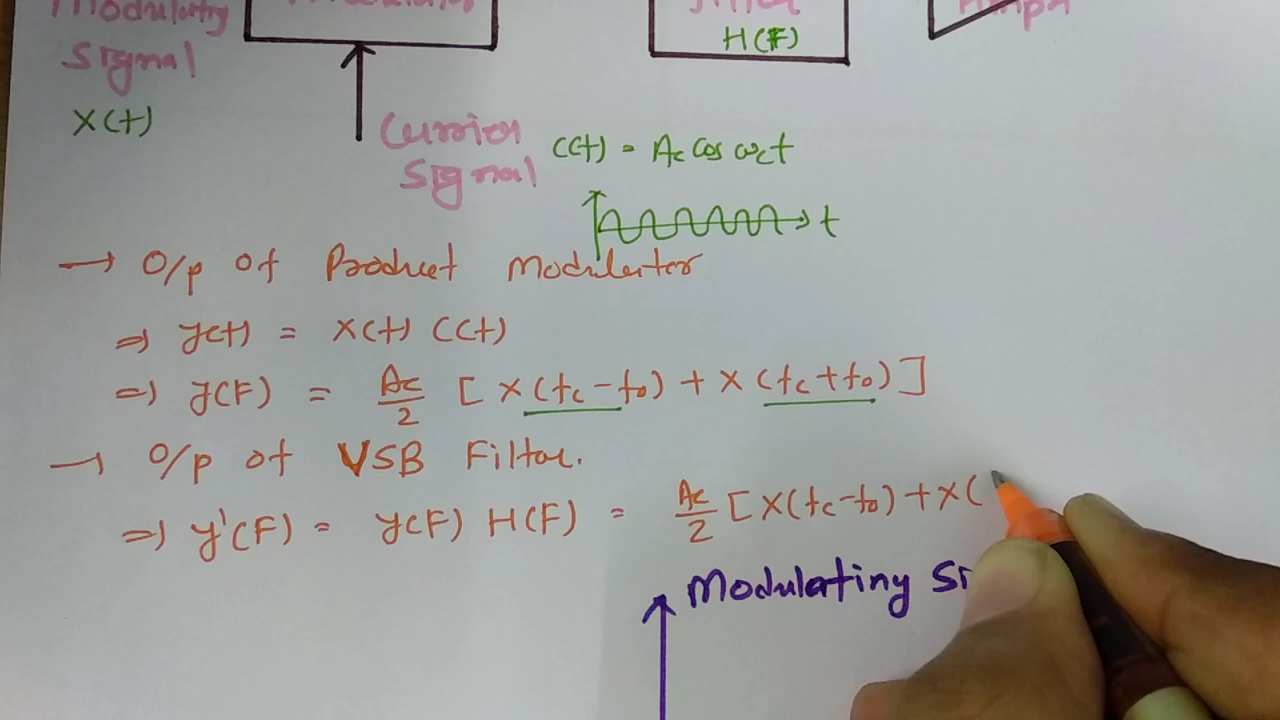 Modulating
Signal
X(t)
H(F)
Carrier
Signal
C(t) = Ac cos ωct
t
→ O/p of Product Modulator
⇒ y(t) = X(t) C(t)
⇒ y(F) = Ac/2 [ X (fc - fo) + X (fc + fo) ]
→ O/p of VSB Filter.
⇒ y'(F) = y(F) H(F) = Ac/2 [ X(fc-fo) + X(
Modulating